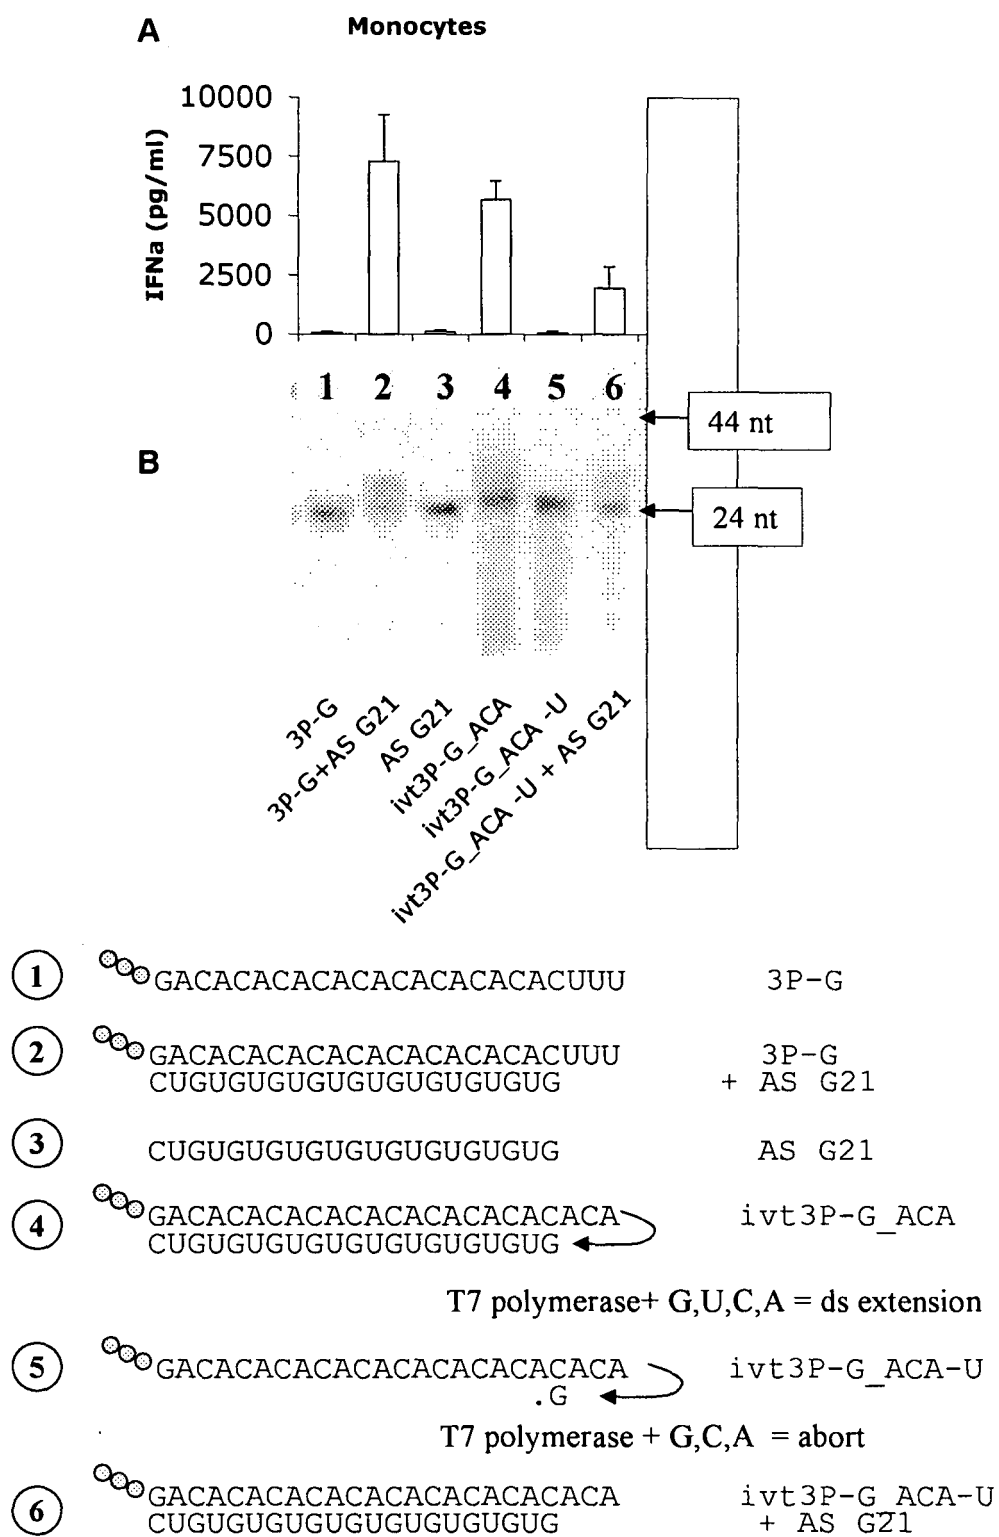 A
Monocytes
IFNa (pg/ml)
10000
7500
5000
2500
0
1 2 3 4 5 6
B
44 nt
24 nt
3P-G
3P-G+AS G21
AS G21
ivt3P-G_ACA
ivt3P-G_ACA -U
ivt3P-G_ACA -U + AS G21
1 GACACACACACACACACACACUUU 3P-G
2 GACACACACACACACACACACUUU 3P-G
CUGUGUGUGUGUGUGUGUGUG + AS G21
3 CUGUGUGUGUGUGUGUGUGUG AS G21
4 GACACACACACACACACACACACA ivt3P-G_ACA
CUGUGUGUGUGUGUGUGUGUG
T7 polymerase+ G,U,C,A = ds extension
5 GACACACACACACACACACACACA ivt3P-G_ACA-U
.G
T7 polymerase + G,C,A = abort
6 GACACACACACACACACACACACA ivt3P-G_ACA-U
CUGUGUGUGUGUGUGUGUGUG + AS G21